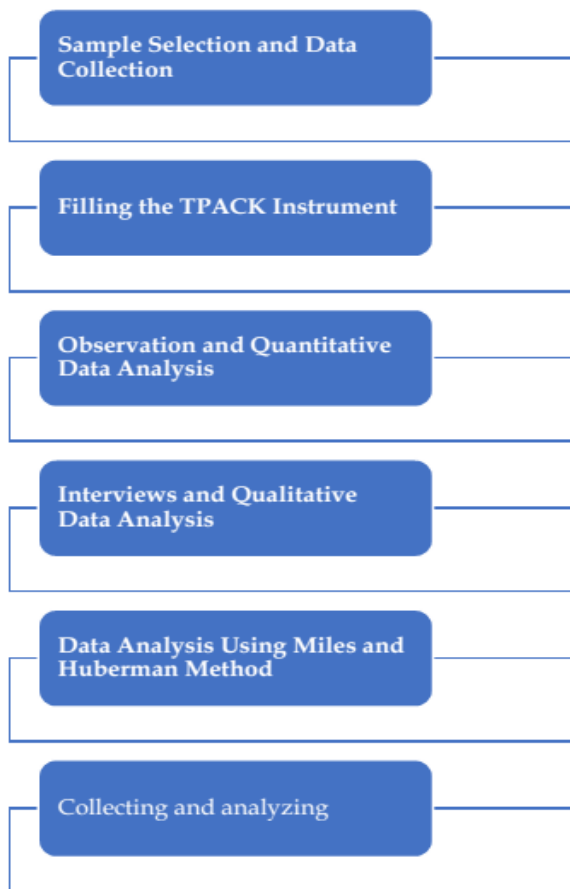 Sample Selection and Data
Collection
Filling the TPACK Instrument
Observation and Quantitative
Data Analysis
Interviews and Qualitative
Data Analysis
Data Analysis Using Miles and
Huberman Method
Collecting and analyzing